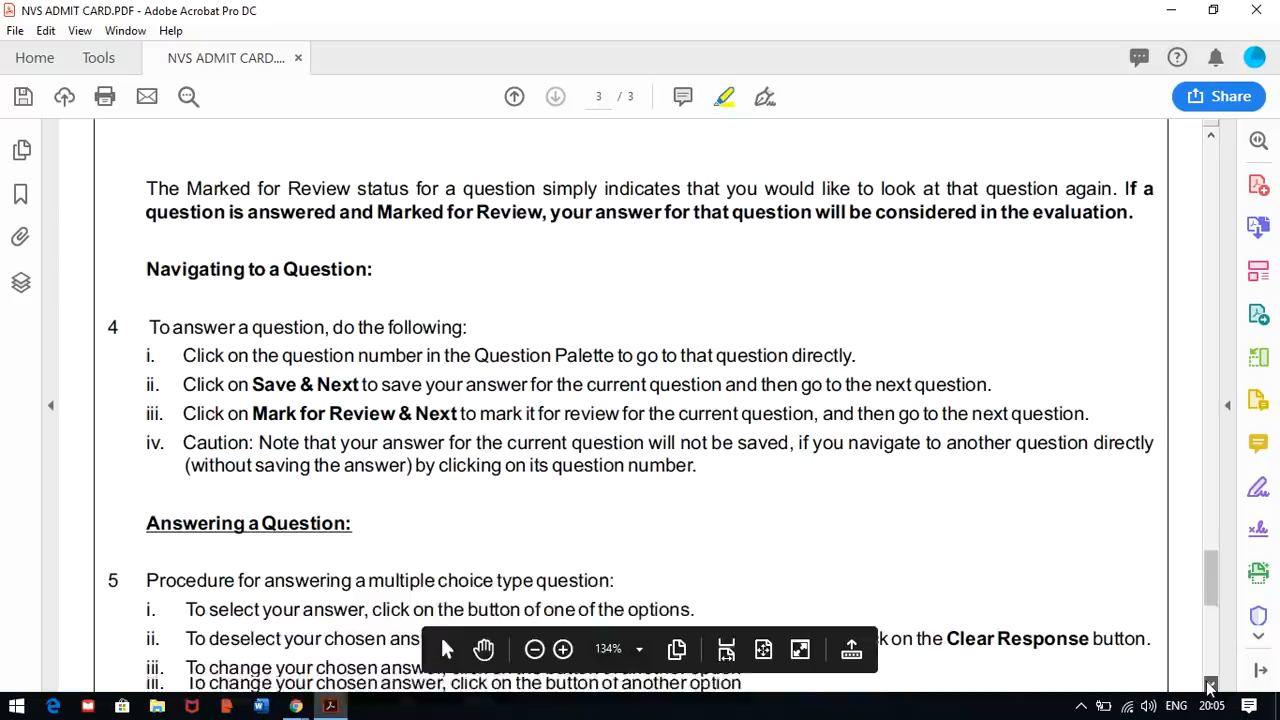 NVS ADMIT CARD.PDF - Adobe Acrobat Pro DC
File Edit View Window Help
Home Tools NVS ADMIT CARD.... ×
3 / 3
Share
The Marked for Review status for a question simply indicates that you would like to look at that question again. If a
question is answered and Marked for Review, your answer for that question will be considered in the evaluation.
Navigating to a Question:
4 To answer a question, do the following:
i. Click on the question number in the Question Palette to go to that question directly.
ii. Click on Save & Next to save your answer for the current question and then go to the next question.
iii. Click on Mark for Review & Next to mark it for review for the current question, and then go to the next question.
iv. Caution: Note that your answer for the current question will not be saved, if you navigate to another question directly
(without saving the answer) by clicking on its question number.
Answering a Question:
5 Procedure for answering a multiple choice type question:
i. To select your answer, click on the button of one of the options.
ii. To deselect your chosen on the Clear Response button.
134%
iii. To change your chosen answer,
iii. To change your chosen answer, click on the button of another option
ENG 20:05